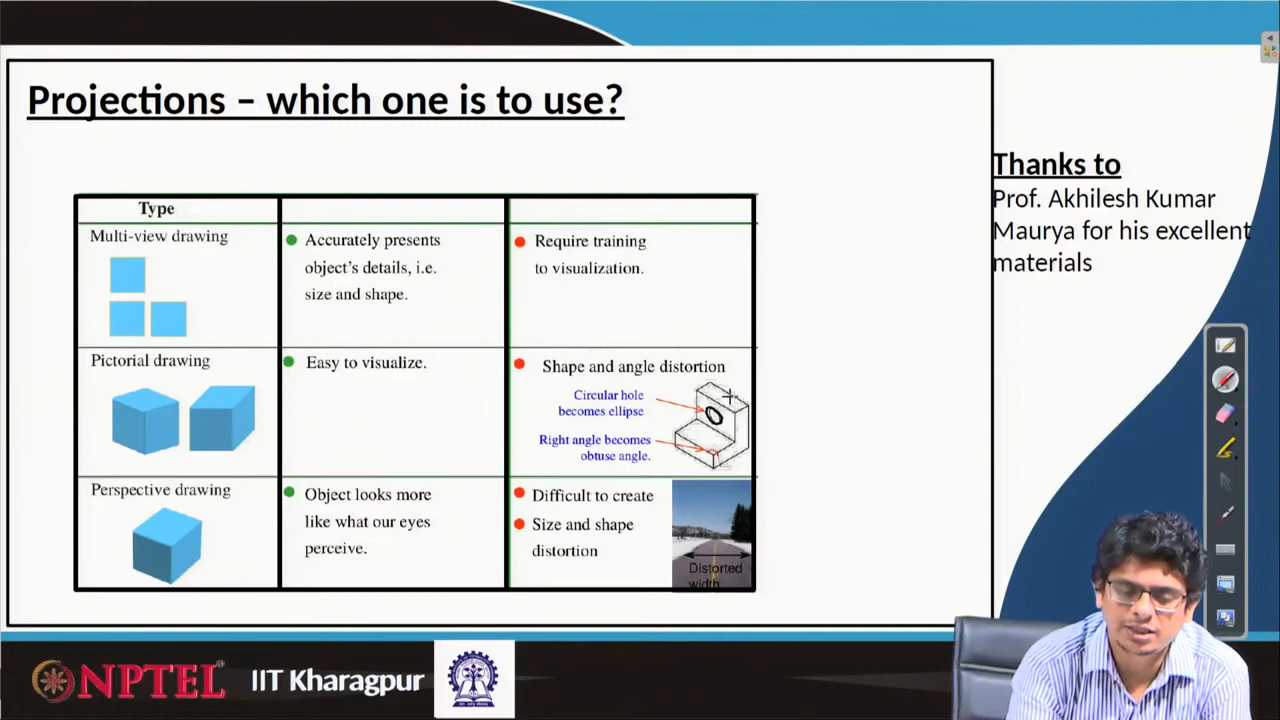 Projections – which one is to use?
Thanks to
Prof. Akhilesh Kumar
Maurya for his excellent
materials
Type
Multi-view drawing
Accurately presents
object's details, i.e.
size and shape.
Require training
to visualization.
Pictorial drawing
Easy to visualize.
Shape and angle distortion
Circular hole
becomes ellipse
Right angle becomes
obtuse angle.
Perspective drawing
Object looks more
like what our eyes
perceive.
Difficult to create
Size and shape
distortion
Distorted
width
NPTEL
IIT Kharagpur